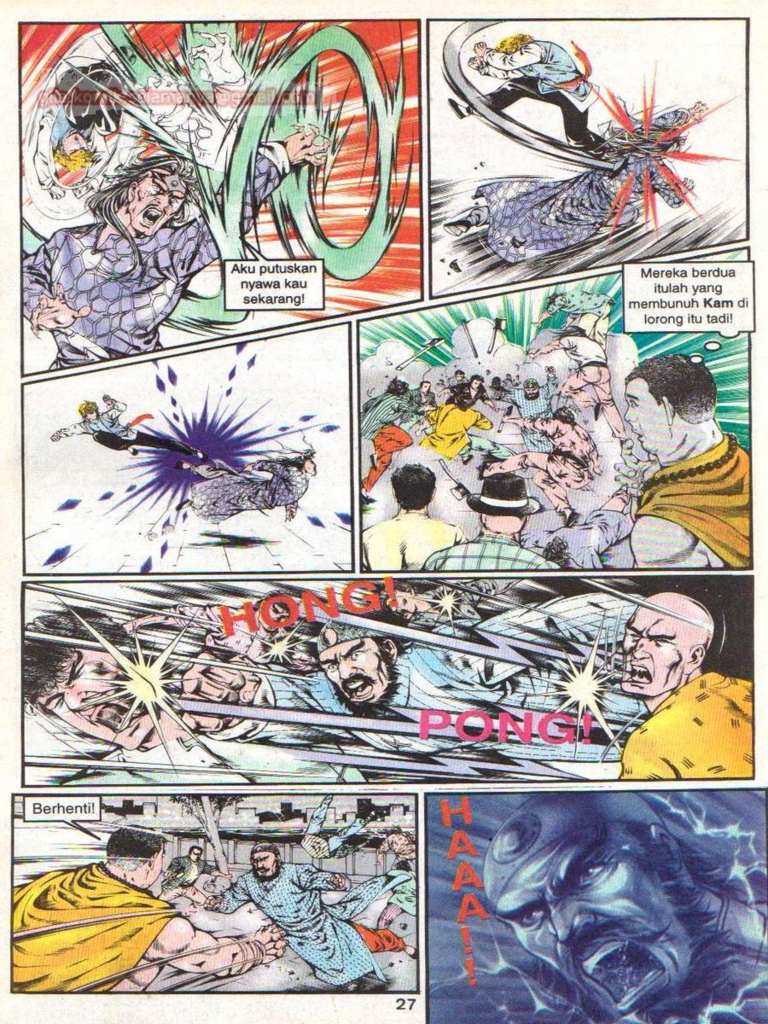 Aku putuskan
nyawa kau
sekarang!
Mereka berdua
itulah yang
membunuh Kam di
lorong itu tadi!
HONG!
PONG!
Berhenti!
HAAA!!
27